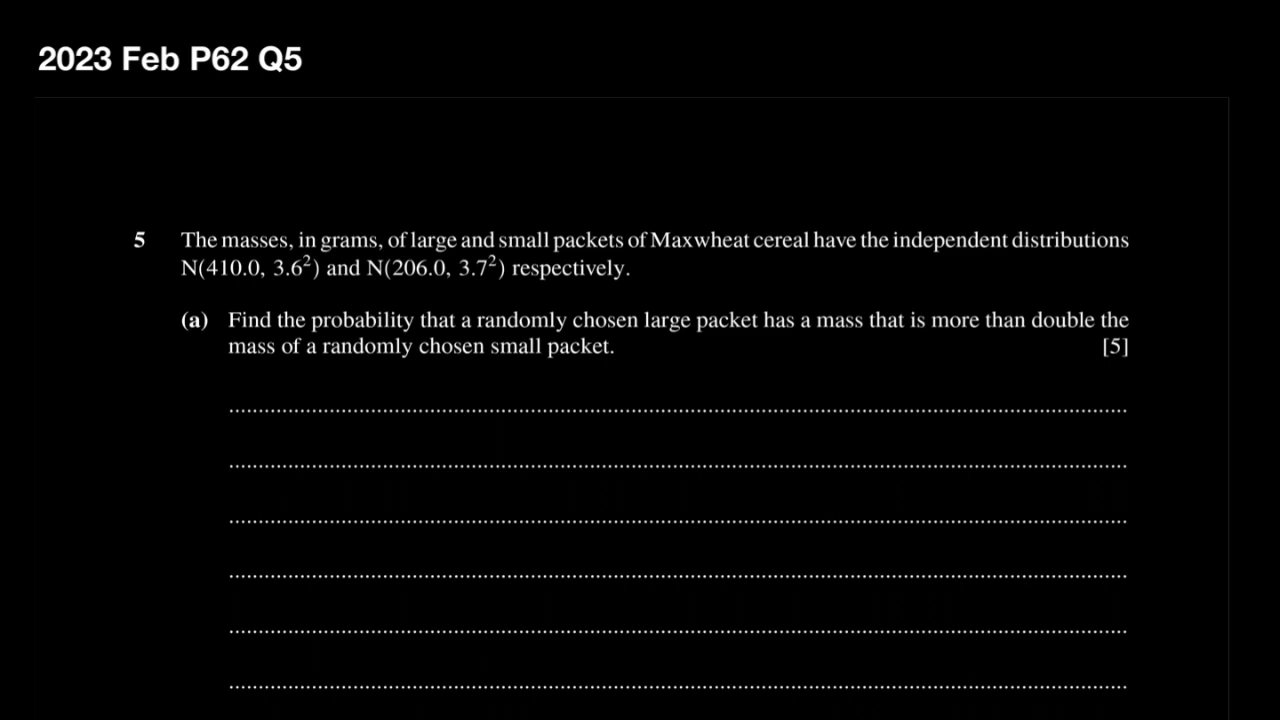 2023 Feb P62 Q5
5 The masses, in grams, of large and small packets of Maxwheat cereal have the independent distributions
N(410.0, 3.6²) and N(206.0, 3.7²) respectively.
(a) Find the probability that a randomly chosen large packet has a mass that is more than double the
mass of a randomly chosen small packet. [5]